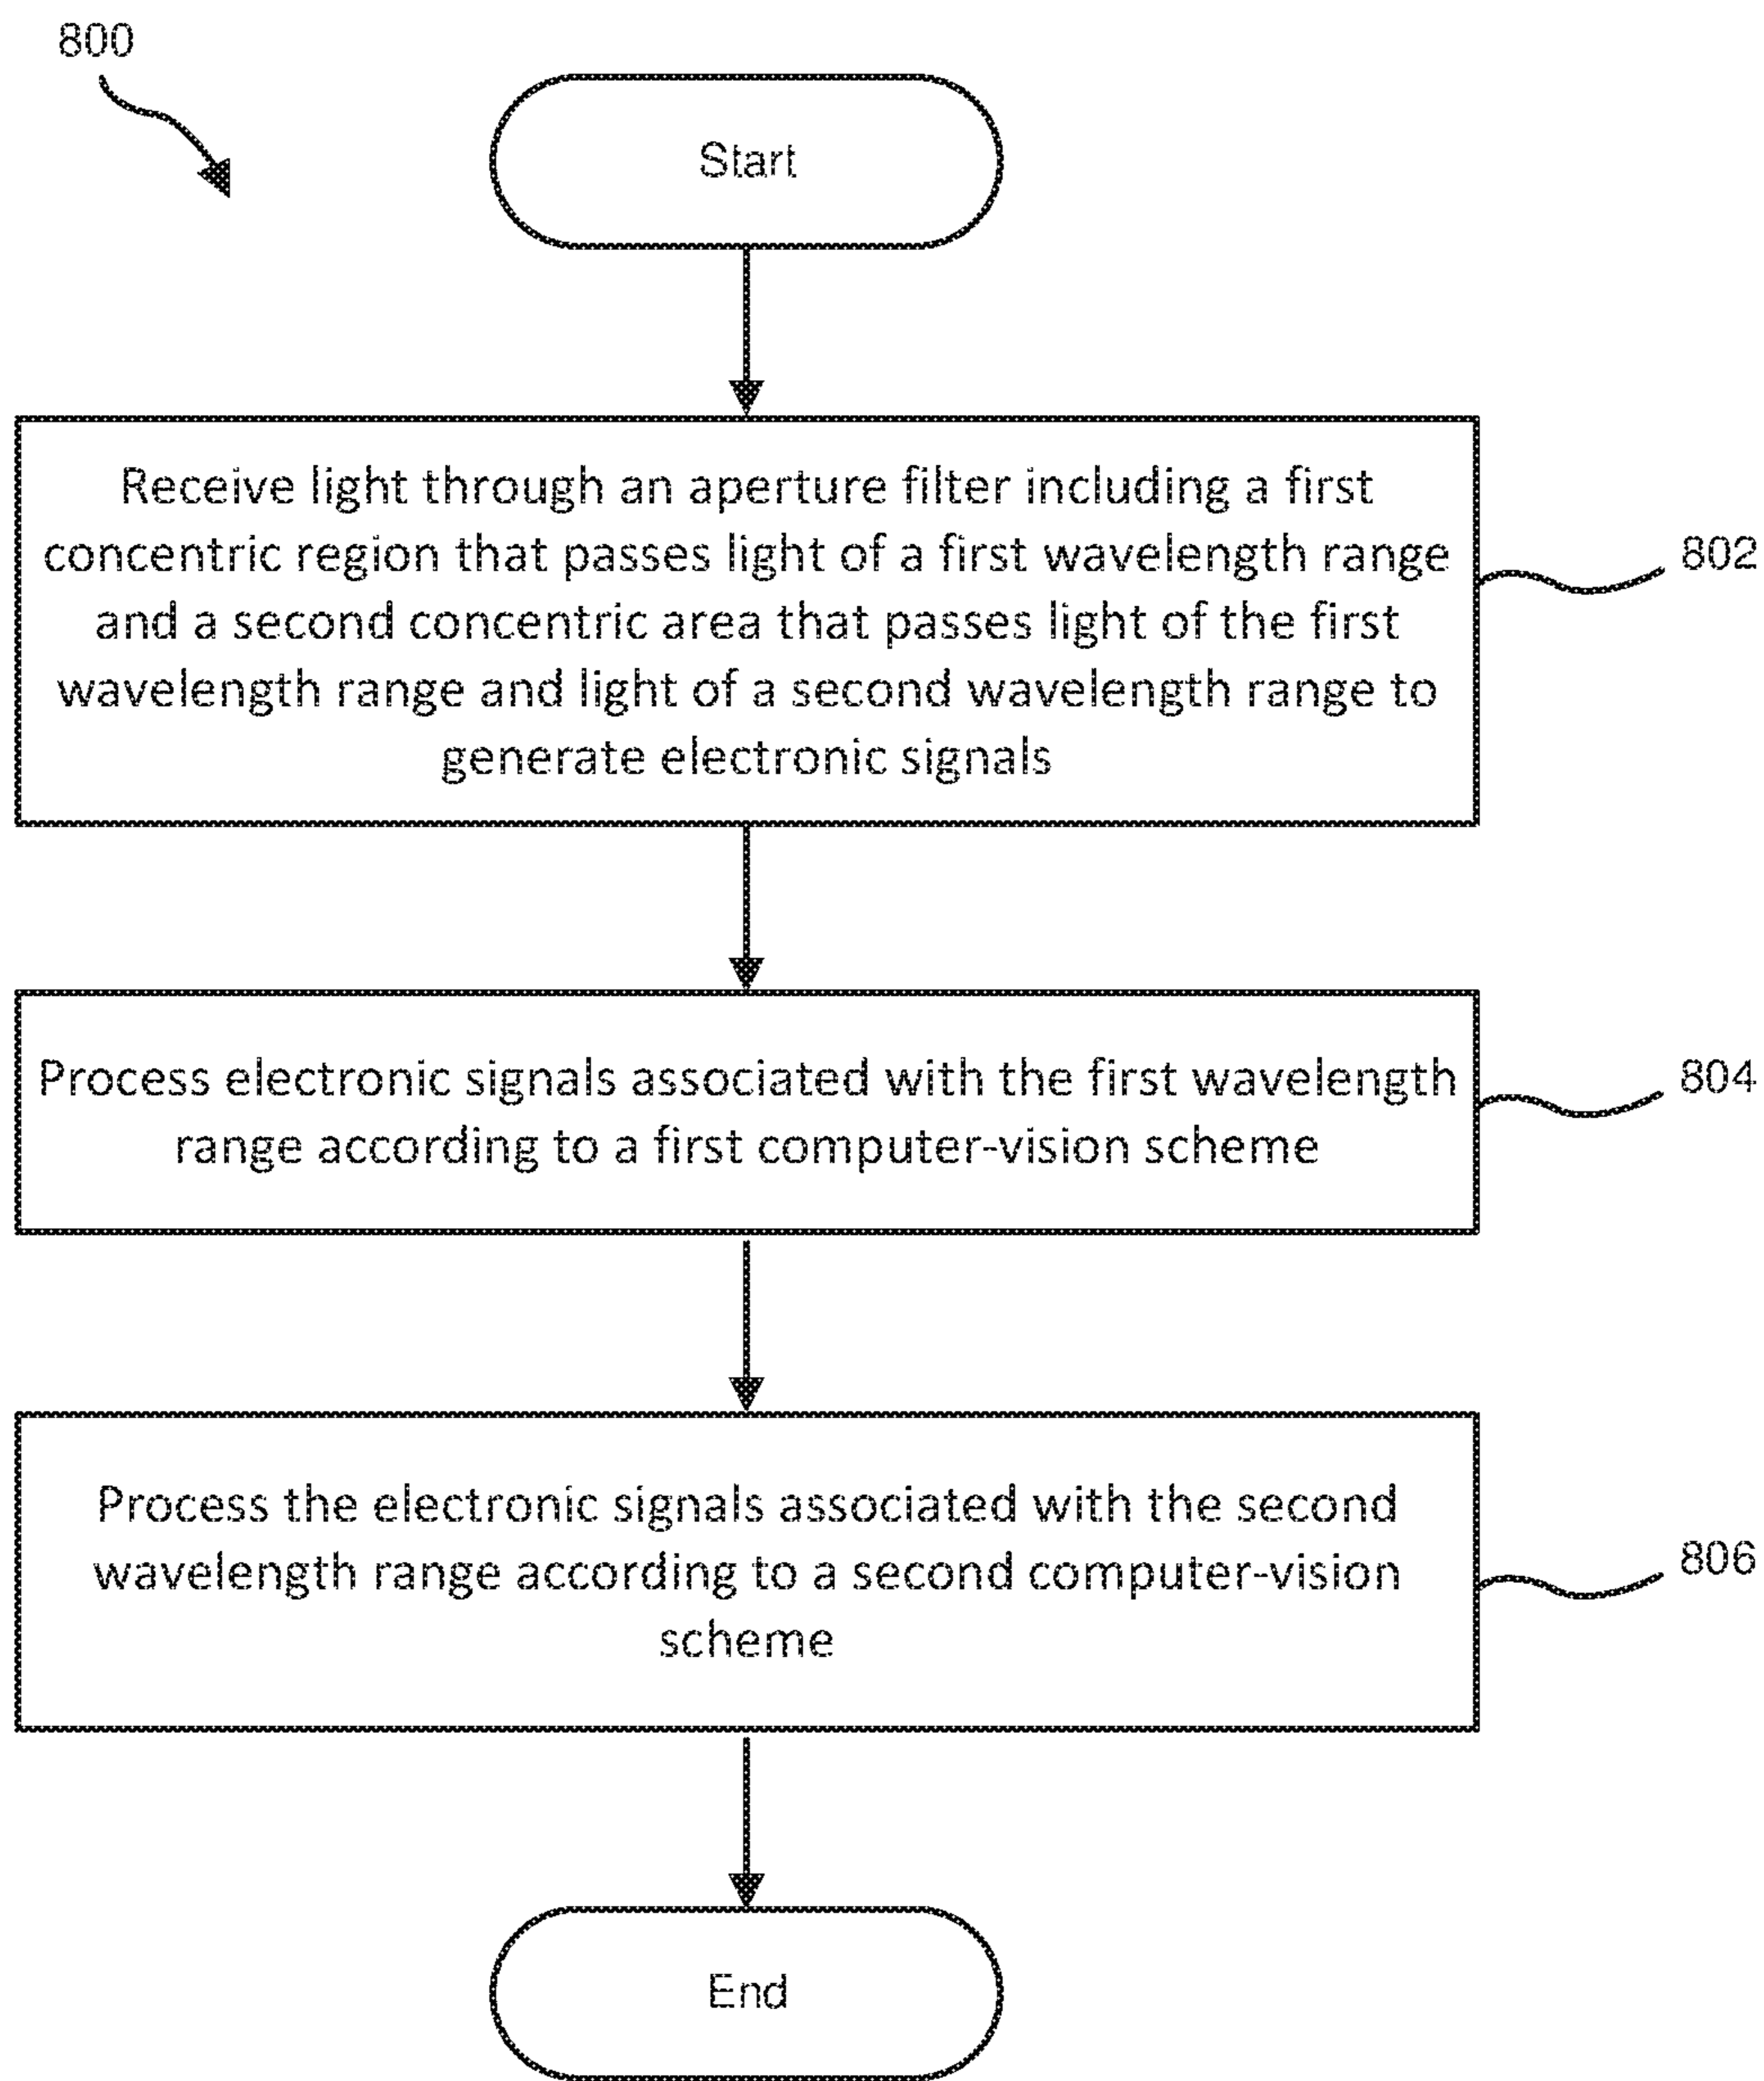 800
Start
Receive light through an aperture filter including a first
concentric region that passes light of a first wavelength range
and a second concentric area that passes light of the first
wavelength range and light of a second wavelength range to
generate electronic signals
802
Process electronic signals associated with the first wavelength
range according to a first computer-vision scheme
804
Process the electronic signals associated with the second
wavelength range according to a second computer-vision
scheme
806
End